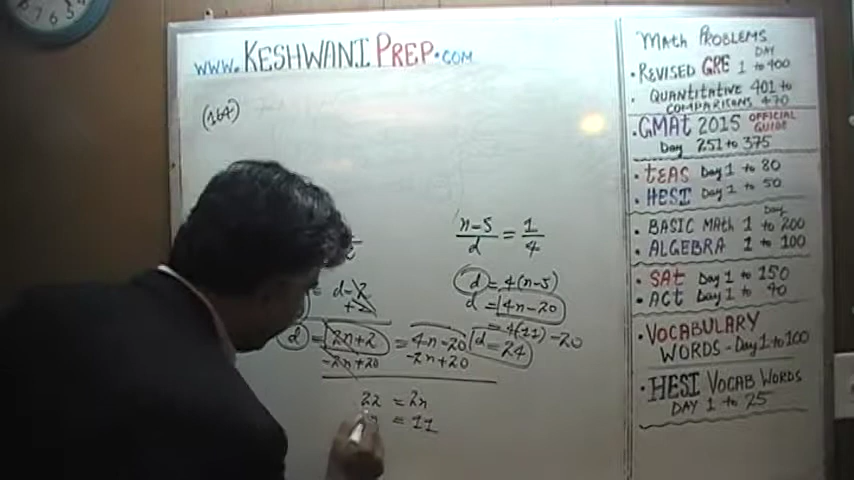 www.KESHWANIPREP.com
(164)
n-5/d = 1/4
d = 4(n-5)
= d-2
+2
d = 4n-20
= 4(11)-20
d = 2n+2 = 4n-20
d = 24
-2n+20 -2n+20
22 = 2n
= 11
MATH PROBLEMS
DAY
• REVISED GRE 1 to 400
• QUANTITATIVE 401 to
COMPARISONS 470
• GMAT 2015 OFFICIAL GUIDE
Day 251 to 375
• TEAS Day 1 to 80
• HESI Day 1 to 50
Day
• BASIC MATH 1 to 200
• ALGEBRA 1 to 100
• SAT Day 1 to 150
• ACT Day 1 to 90
• VOCABULARY
WORDS - Day 1 to 100
• HESI VOCAB WORDS
DAY 1 to 25